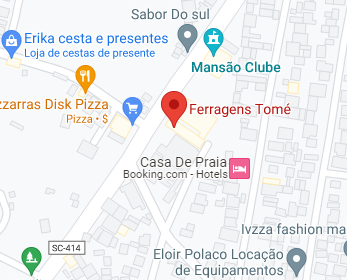 Sabor Do sul
Erika cesta e presentes
Loja de cestas de presente
Mansão Clube
zzarras Disk Pizza
Pizza • $
Ferragens Tomé
Casa De Praia
Booking.com - Hotels
Ivzza fashion ma
SC-414
Eloir Polaco Locação
de Equipamentos